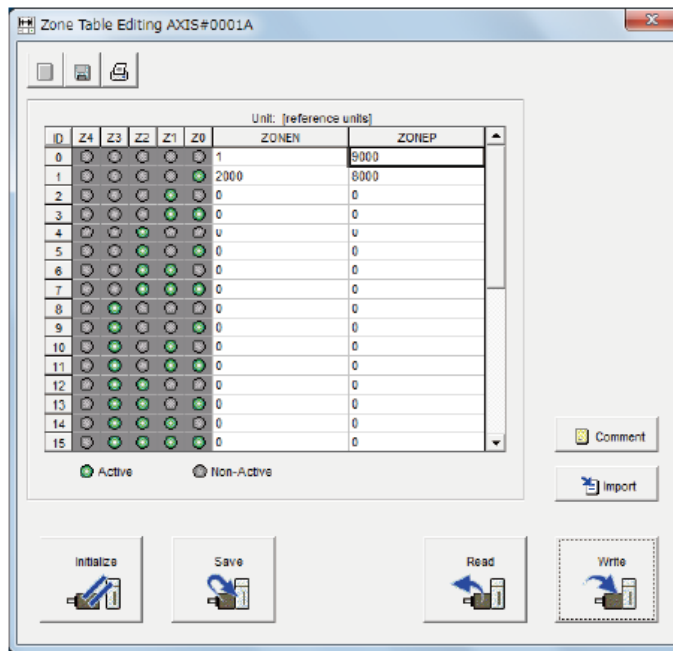 Zone Table Editing AXIS#0001A
Unit: [reference units]
ID Z4 Z3 Z2 Z1 Z0 ZONEN ZONEP
0 1 9000
1 2000 8000
2 0 0
3 0 0
4 0 0
5 0 0
6 0 0
7 0 0
8 0 0
9 0 0
10 0 0
11 0 0
12 0 0
13 0 0
14 0 0
15 0 0
Active Non-Active
Comment
Import
Initialize Save Read Write